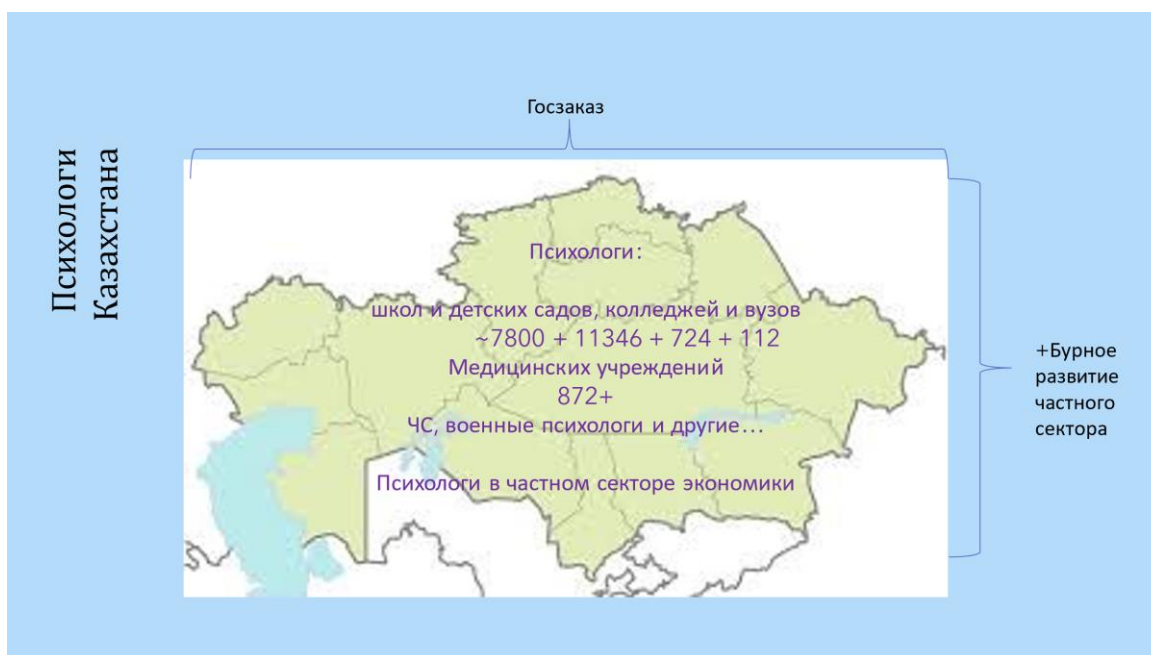 Психологи
Казахстана
Госзаказ
Психологи:
школ и детских садов, колледжей и вузов
~7800 + 11346 + 724 + 112
Медицинских учреждений
872+
ЧС, военные психологи и другие...
Психологи в частном секторе экономики
+Бурное
развитие
частного
сектора